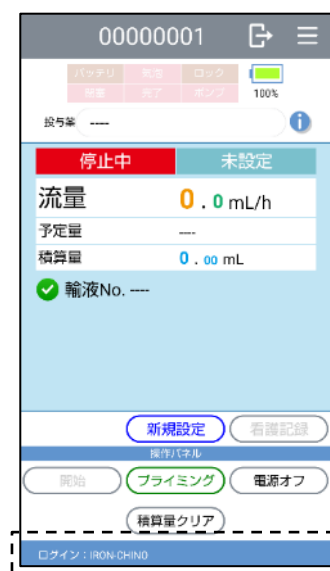 00000001
バッテリ 気泡 ロック
閉塞 完了 ポンプ 100%
投与薬 ----
停止中 未設定
流量 0 . 0 mL/h
予定量 ----
積算量 0 . 00 mL
輸液No. ----
新規設定 看護記録
操作パネル
開始 プライミング 電源オフ
積算量クリア
ログイン：IRON-CHINO